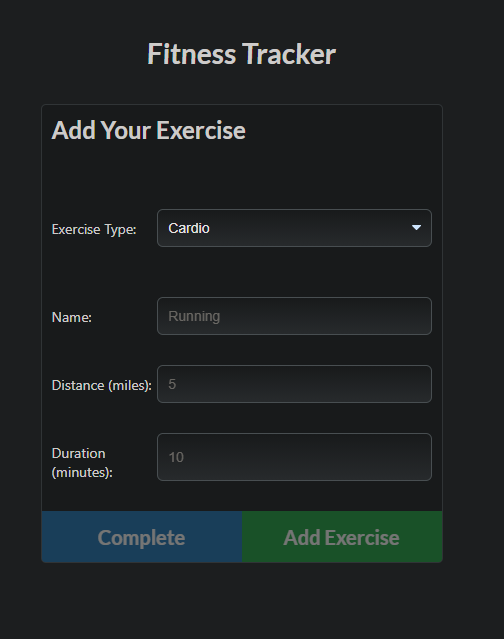 Fitness Tracker
Add Your Exercise
Exercise Type: Cardio
Name: Running
Distance (miles): 5
Duration
(minutes): 10
Complete Add Exercise